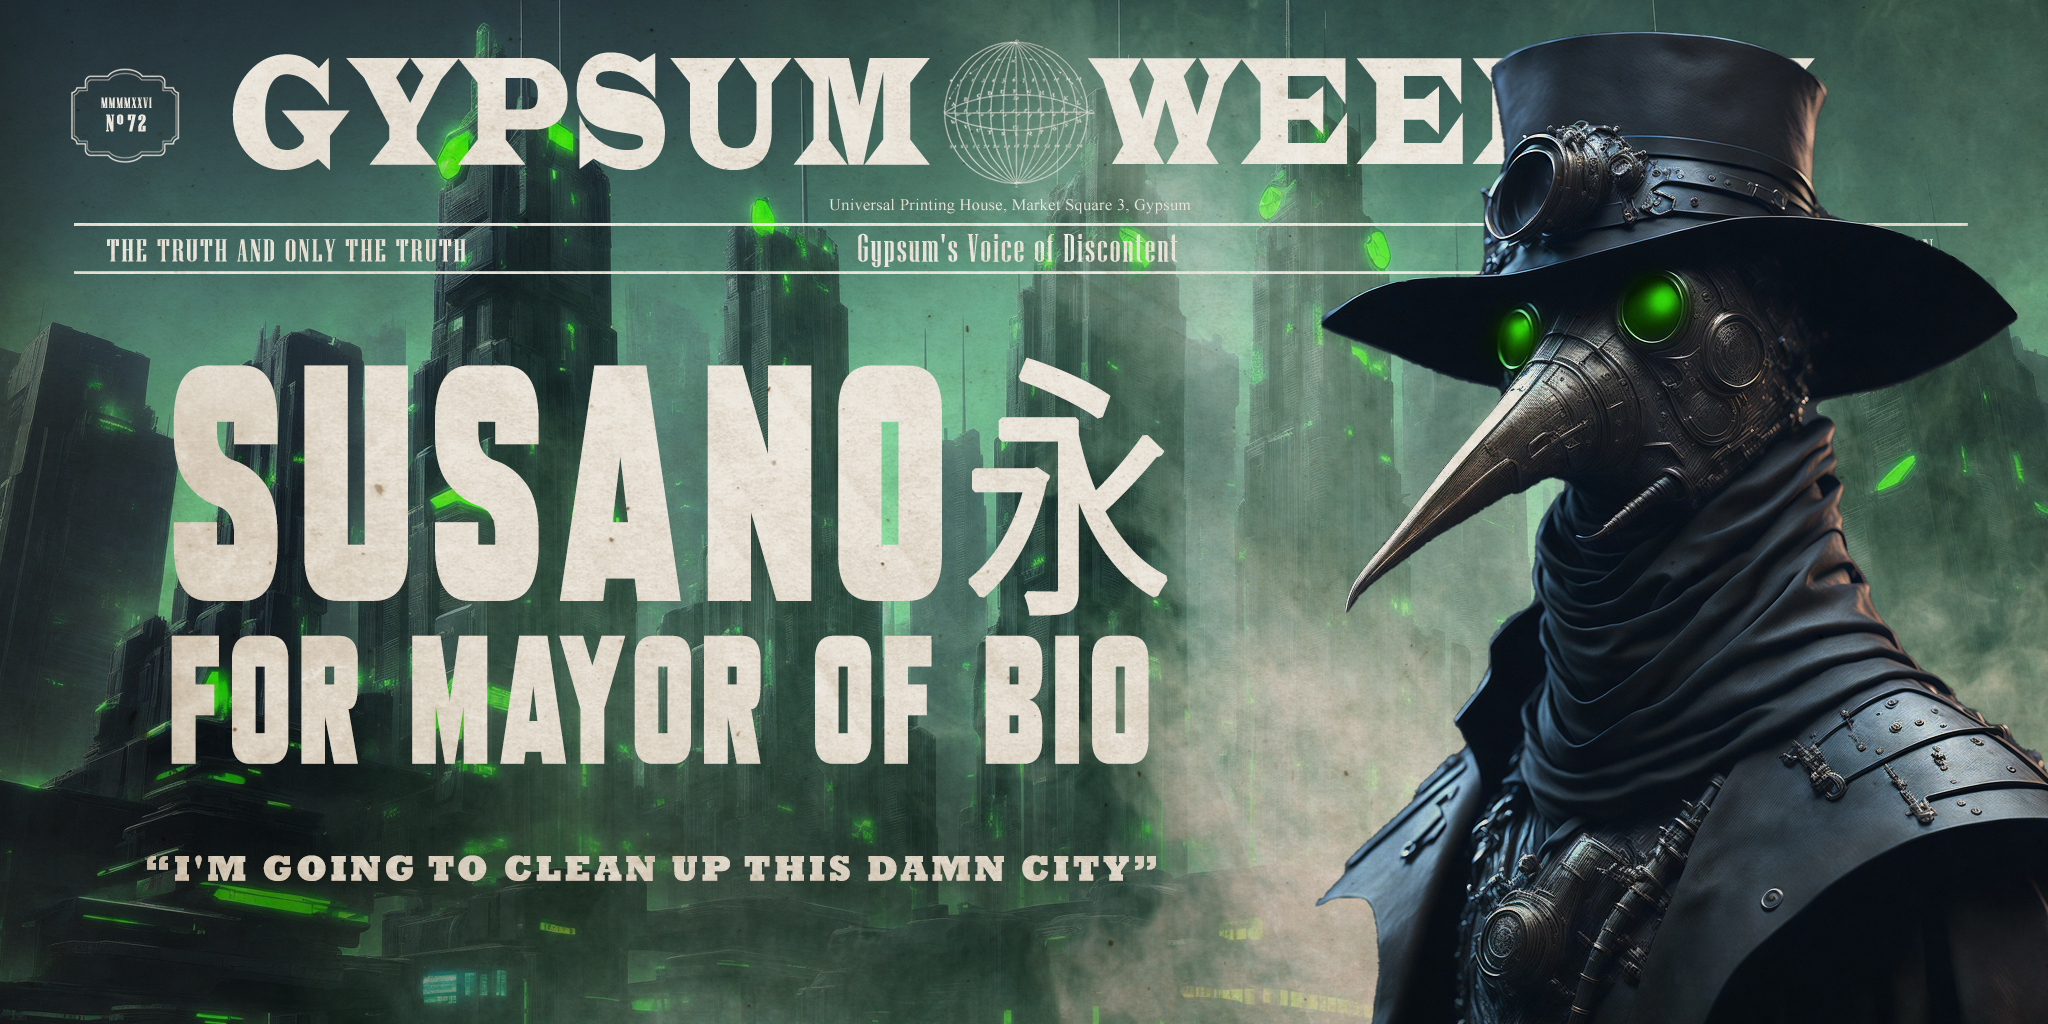 MMMMXXVI
Nº72
GYPSUM WEE
Universal Printing House, Market Square 3, Gypsum
THE TRUTH AND ONLY THE TRUTH
Gypsum's Voice of Discontent
SUSANO永
FOR MAYOR OF BIO
“I'M GOING TO CLEAN UP THIS DAMN CITY”